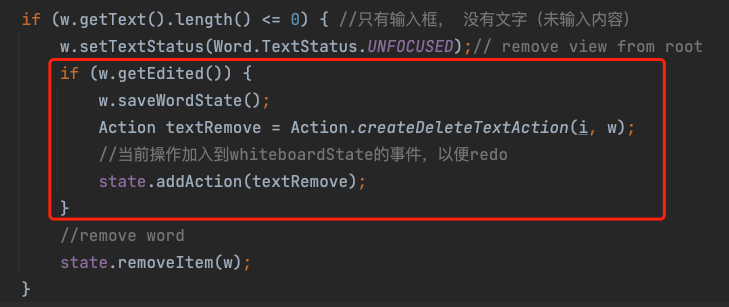 if (w.getText().length() <= 0) { //只有输入框， 没有文字（未输入内容）
w.setTextStatus(Word.TextStatus.UNFOCUSED);// remove view from root
if (w.getEdited()) {
w.saveWordState();
Action textRemove = Action.createDeleteTextAction(i, w);
//当前操作加入到whiteboardState的事件，以便redo
state.addAction(textRemove);
}
//remove word
state.removeItem(w);
}